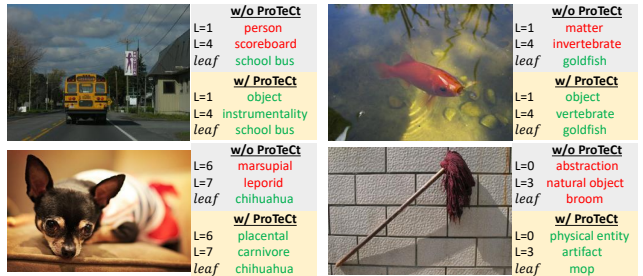 w/o ProTeCt
L=1 person
L=4 scoreboard
leaf school bus
w/ ProTeCt
L=1 object
L=4 instrumentality
leaf school bus
w/o ProTeCt
L=1 matter
L=4 invertebrate
leaf goldfish
w/ ProTeCt
L=1 object
L=4 vertebrate
leaf goldfish
w/o ProTeCt
L=6 marsupial
L=7 leporid
leaf chihuahua
w/ ProTeCt
L=6 placental
L=7 carnivore
leaf chihuahua
w/o ProTeCt
L=0 abstraction
L=3 natural object
leaf broom
w/ ProTeCt
L=0 physical entity
L=3 artifact
leaf mop